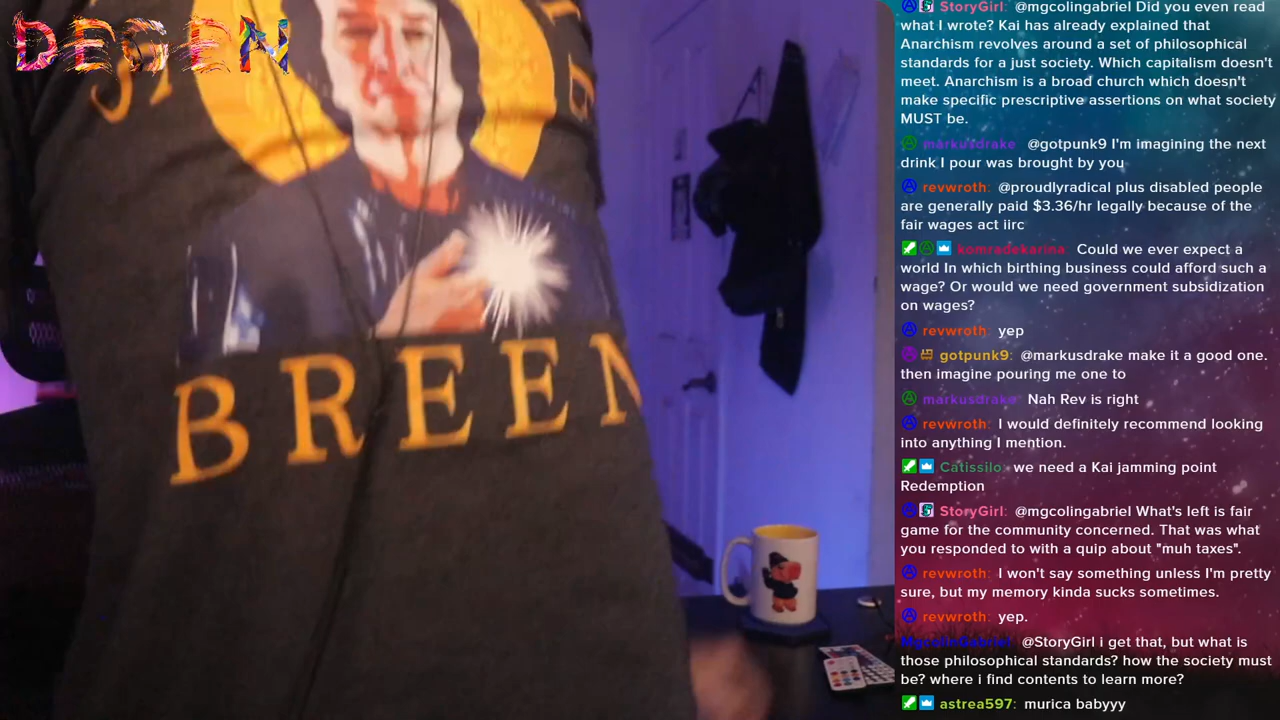 DEGEN
BREEN
StoryGirl: @mgcolingabriel Did you even read
what I wrote? Kai has already explained that
Anarchism revolves around a set of philosophical
standards for a just society. Which capitalism doesn't
meet. Anarchism is a broad church which doesn't
make specific prescriptive assertions on what society
MUST be.
markusdrake: @gotpunk9 I'm imagining the next
drink I pour was brought by you
revwroth: @proudlyradical plus disabled people
are generally paid $3.36/hr legally because of the
fair wages act iirc
komradekarina: Could we ever expect a
world In which birthing business could afford such a
wage? Or would we need government subsidization
on wages?
revwroth: yep
gotpunk9: @markusdrake make it a good one.
then imagine pouring me one to
markusdrake: Nah Rev is right
revwroth: I would definitely recommend looking
into anything I mention.
Catissilo: we need a Kai jamming point
Redemption
StoryGirl: @mgcolingabriel What's left is fair
game for the community concerned. That was what
you responded to with a quip about "muh taxes".
revwroth: I won't say something unless I'm pretty
sure, but my memory kinda sucks sometimes.
revwroth: yep.
MgcolinGabriel: @StoryGirl i get that, but what is
those philosophical standards? how the society must
be? where i find contents to learn more?
astrea597: murica babyyy